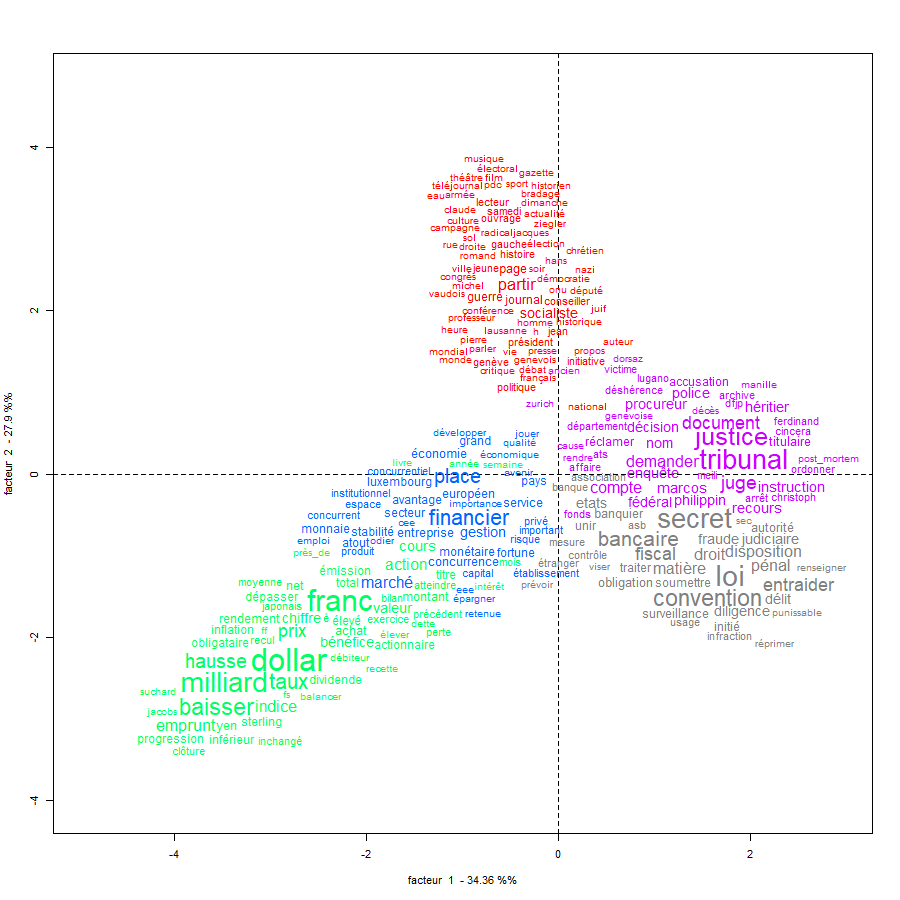 musique
électoral
gazette
théâtre film
téléjournal pdc sport historien
eau armée bradage
lecteur dimanche
claude samedi actualité
culture ouvrage
campagne ziegler
radical jacques
sol
rue droite gauche élection
romand histoire chrétien
hans
ville jeune page soir nazi
congrès démocratie
michel partir onu député
vaudois guerre journal conseiller
conférence socialiste juif
professeur homme historique
heure lausanne h jean
pierre président auteur
mondial parler vie presse propos
monde genève genevois initiative dorsaz
critique débat ancien victime
français lugano accusation
politique déshérence police manille
archive
zurich national procureur décès dfjp héritier
genevoise
département décision document ferdinand
développer jouer cincera
grand qualité cause réclamer nom justice titulaire
économie économique rendre ats
livre année semaine affaire demander tribunal post_mortem
concurrentiel avenir ordonner
luxembourg place pays association enquête meili
banque compte marcos juge instruction
institutionnel européen
espace avantage importance service etats fédéral philippin arrêt christoph
concurrent secteur financier privé fonds banquier recours
cee secret sec
monnaie stabilité entreprise gestion important unir asb autorité
emploi atout odier risque mesure bancaire fraude judiciaire
près_de produit cours monétaire fortune contrôle fiscal droit disposition
action concurrence mois étranger viser traiter matière pénal renseigner
émission titre capital établissement loi
moyenne net total marché atteindre eee intérêt prévoir obligation soumettre entraider
dépasser franc bilan montant épargner convention délit
japonais valeur précédent retenue surveillance diligence punissable
rendement chiffre è élevé exercice dette usage
inflation ff prix achat élever perte initié
obligataire recul bénéfice actionnaire infraction
réprimer
hausse dollar débiteur
recette
milliard taux dividende
suchard fs balancer
jacobs baisser indice
emprunt yen sterling
progression inférieur inchangé
clôture
4
2
0
-2
-4
facteur 2 - 27.9 %%
-4 -2 0 2
facteur 1 - 34.36 %%